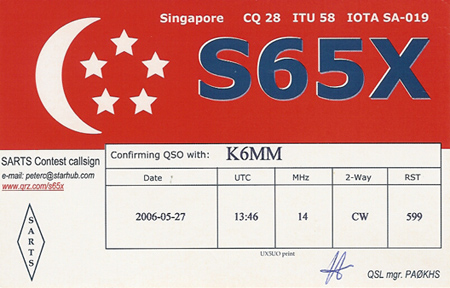 Singapore CQ 28 ITU 58 IOTA SA-019
S65X
SARTS Contest callsign
e-mail: peterc@starhub.com
www.qrz.com/s65x
Confirming QSO with: K6MM
Date UTC MHz 2-Way RST
2006-05-27 13:46 14 CW 599
SARTS
UX5UO print
QSL mgr. PAØKHS